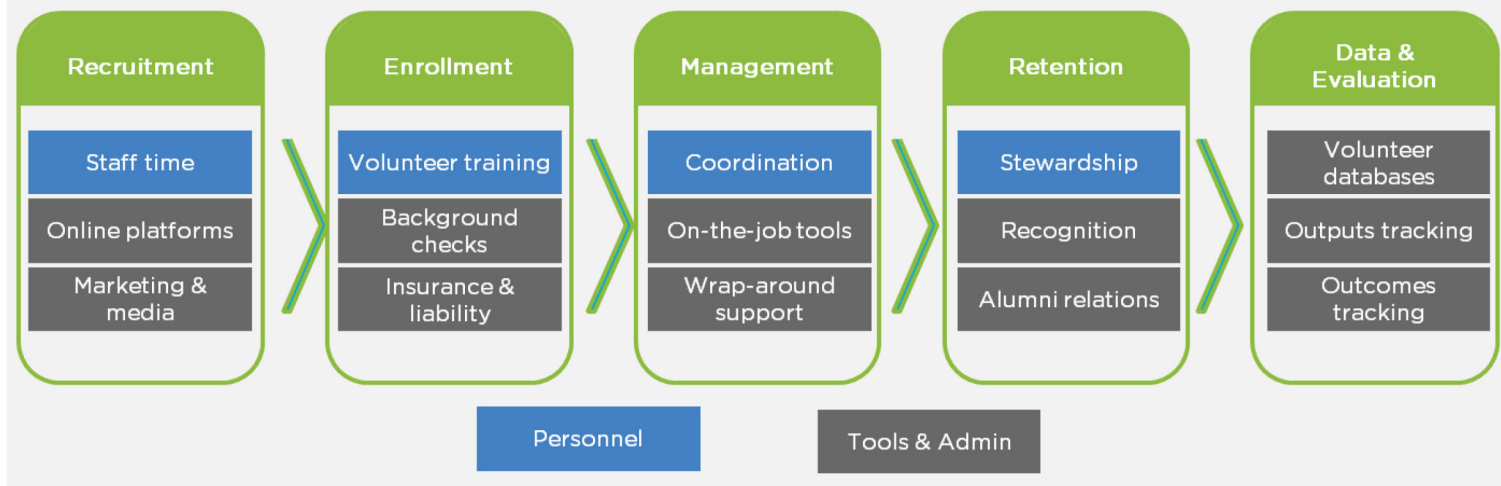 Recruitment
Staff time
Online platforms
Marketing &
media
Enrollment
Volunteer training
Background
checks
Insurance &
liability
Management
Coordination
On-the-job tools
Wrap-around
support
Retention
Stewardship
Recognition
Alumni relations
Data &
Evaluation
Volunteer
databases
Outputs tracking
Outcomes
tracking
Personnel
Tools & Admin